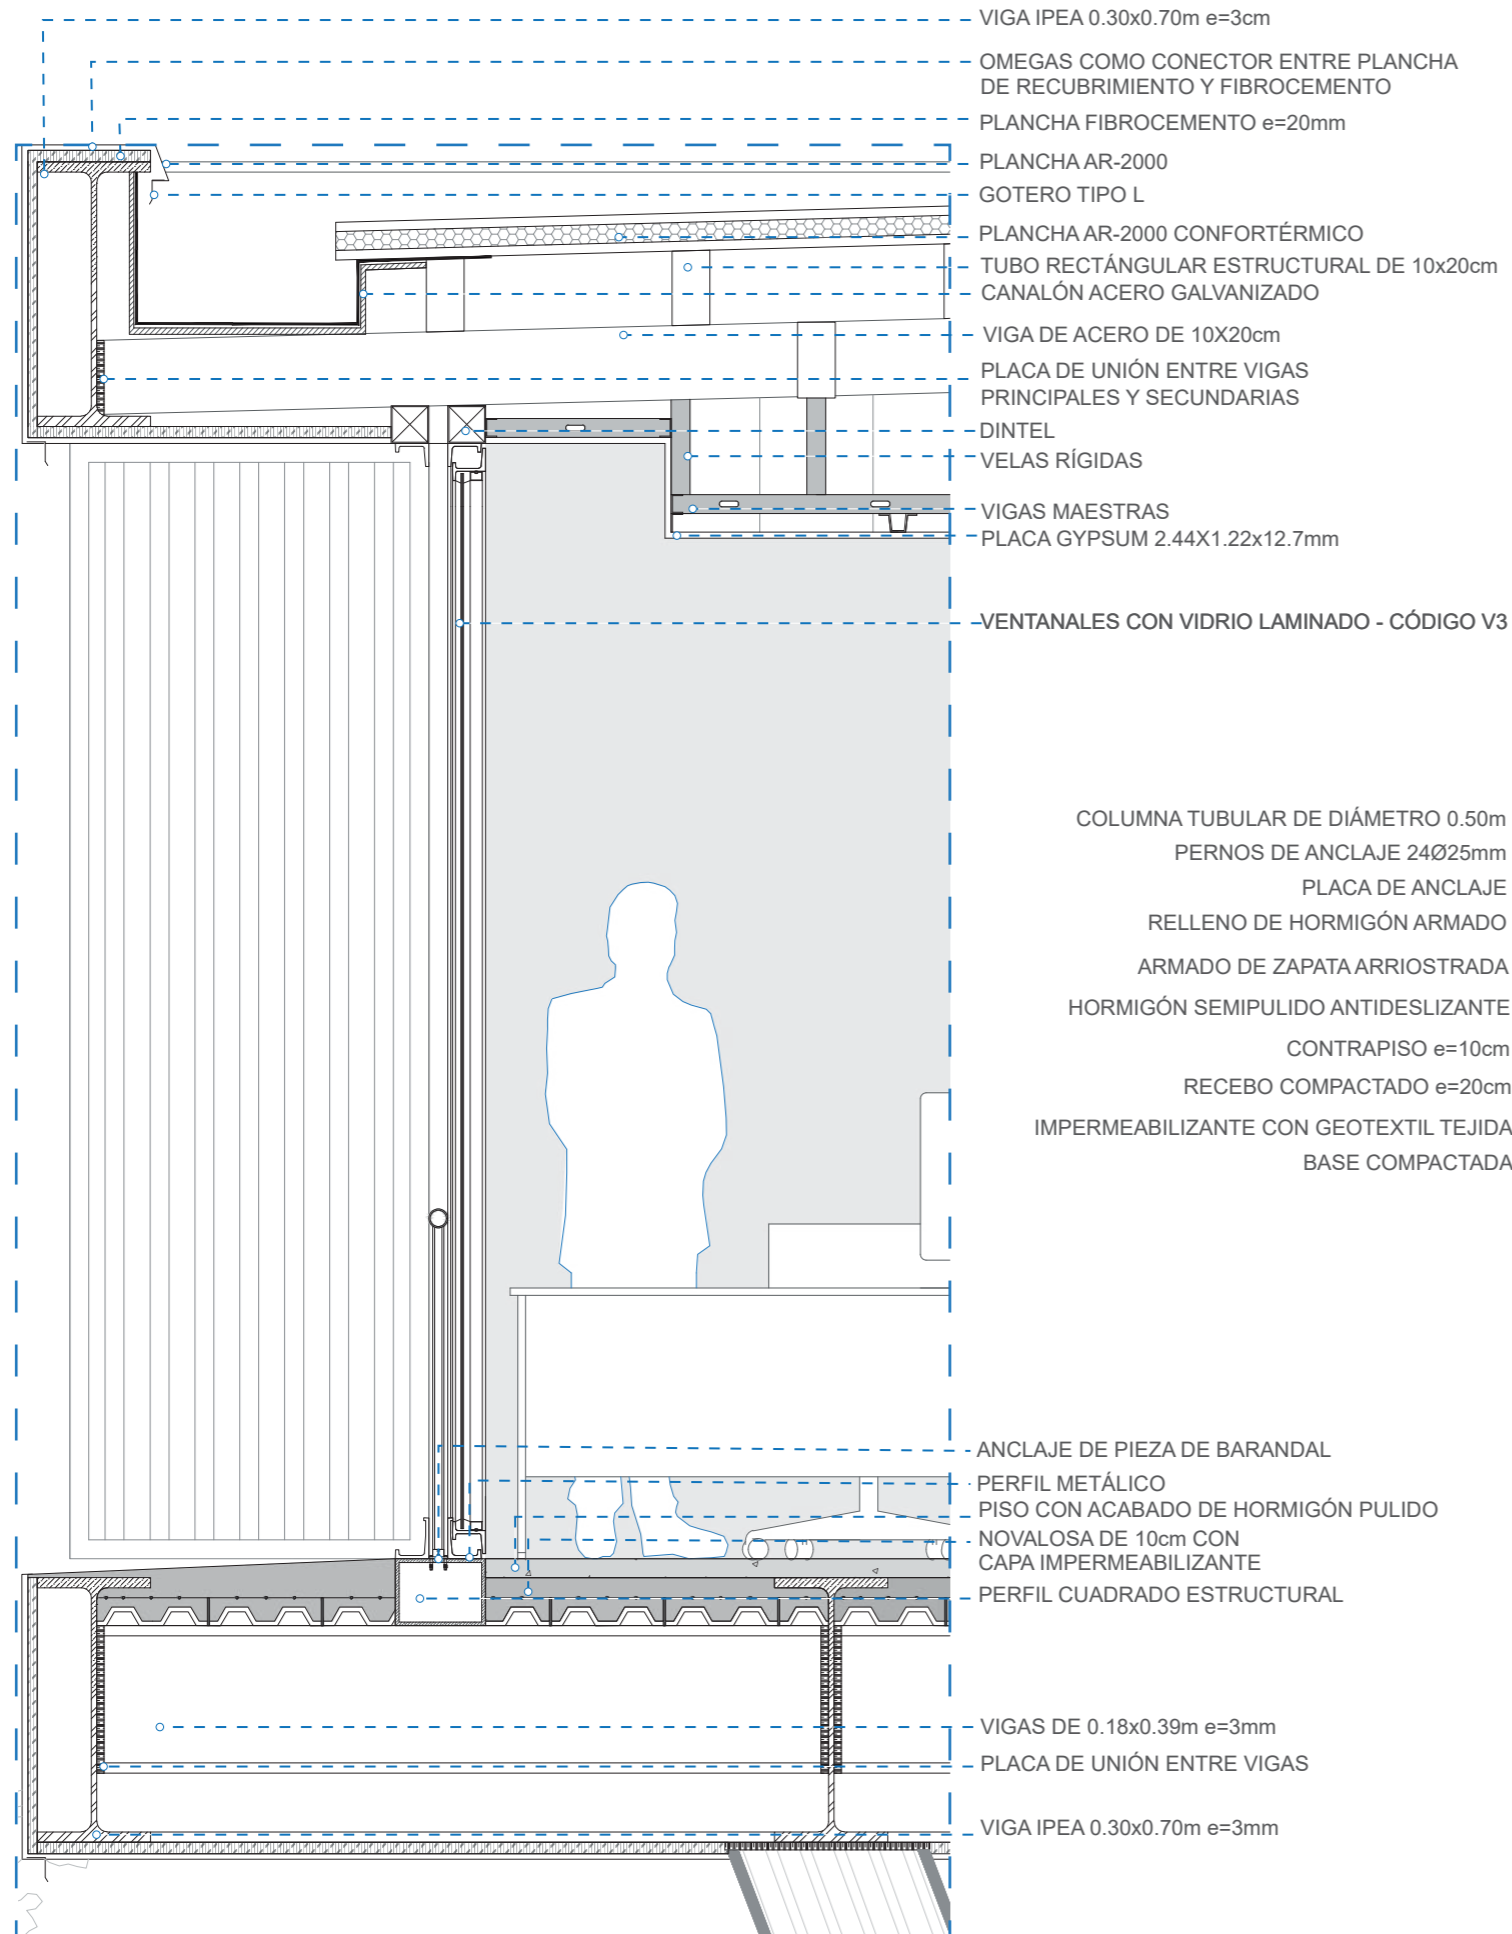 VIGA IPEA 0.30x0.70m e=3cm
OMEGAS COMO CONECTOR ENTRE PLANCHA
DE RECUBRIMIENTO Y FIBROCEMENTO
PLANCHA FIBROCEMENTO e=20mm
PLANCHA AR-2000
GOTERO TIPO L
PLANCHA AR-2000 CONFORTÉRMICO
TUBO RECTÁNGULAR ESTRUCTURAL DE 10x20cm
CANALÓN ACERO GALVANIZADO
VIGA DE ACERO DE 10X20cm
PLACA DE UNIÓN ENTRE VIGAS
PRINCIPALES Y SECUNDARIAS
DINTEL
VELAS RÍGIDAS
VIGAS MAESTRAS
PLACA GYPSUM 2.44X1.22x12.7mm
VENTANALES CON VIDRIO LAMINADO - CÓDIGO V3
COLUMNA TUBULAR DE DIÁMETRO 0.50m
PERNOS DE ANCLAJE 24Ø25mm
PLACA DE ANCLAJE
RELLENO DE HORMIGÓN ARMADO
ARMADO DE ZAPATA ARRIOSTRADA
HORMIGÓN SEMIPULIDO ANTIDESLIZANTE
CONTRAPISO e=10cm
RECEBO COMPACTADO e=20cm
IMPERMEABILIZANTE CON GEOTEXTIL TEJIDA
BASE COMPACTADA
ANCLAJE DE PIEZA DE BARANDAL
PERFIL METÁLICO
PISO CON ACABADO DE HORMIGÓN PULIDO
NOVALOSA DE 10cm CON
CAPA IMPERMEABILIZANTE
PERFIL CUADRADO ESTRUCTURAL
VIGAS DE 0.18x0.39m e=3mm
PLACA DE UNIÓN ENTRE VIGAS
VIGA IPEA 0.30x0.70m e=3mm